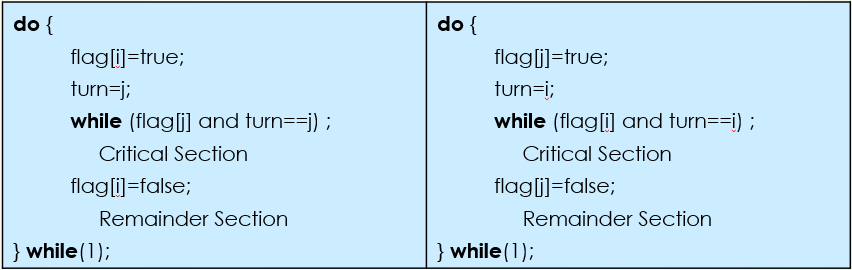 do {
flag[i]=true;
turn=j;
while (flag[j] and turn==j) ;
Critical Section
flag[i]=false;
Remainder Section
} while(1);
do {
flag[j]=true;
turn=i;
while (flag[i] and turn==i) ;
Critical Section
flag[j]=false;
Remainder Section
} while(1);